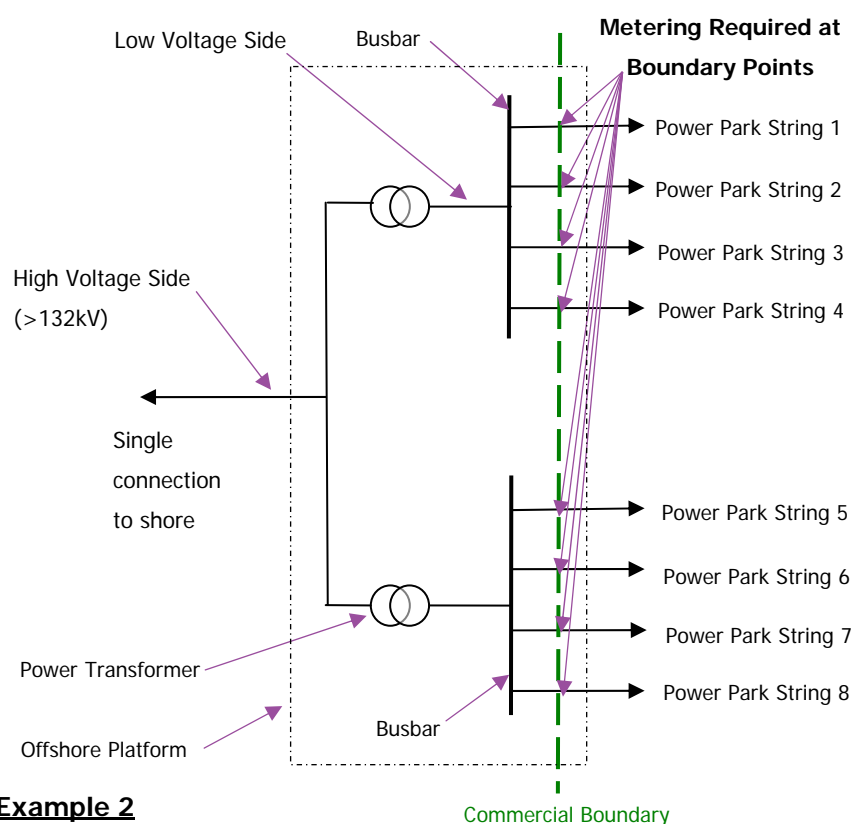 Metering Required at
Boundary Points
Low Voltage Side
Busbar
Power Park String 1
Power Park String 2
Power Park String 3
Power Park String 4
High Voltage Side
(>132kV)
Single
connection
to shore
Power Park String 5
Power Park String 6
Power Park String 7
Power Park String 8
Power Transformer
Busbar
Offshore Platform
Example 2
Commercial Boundary